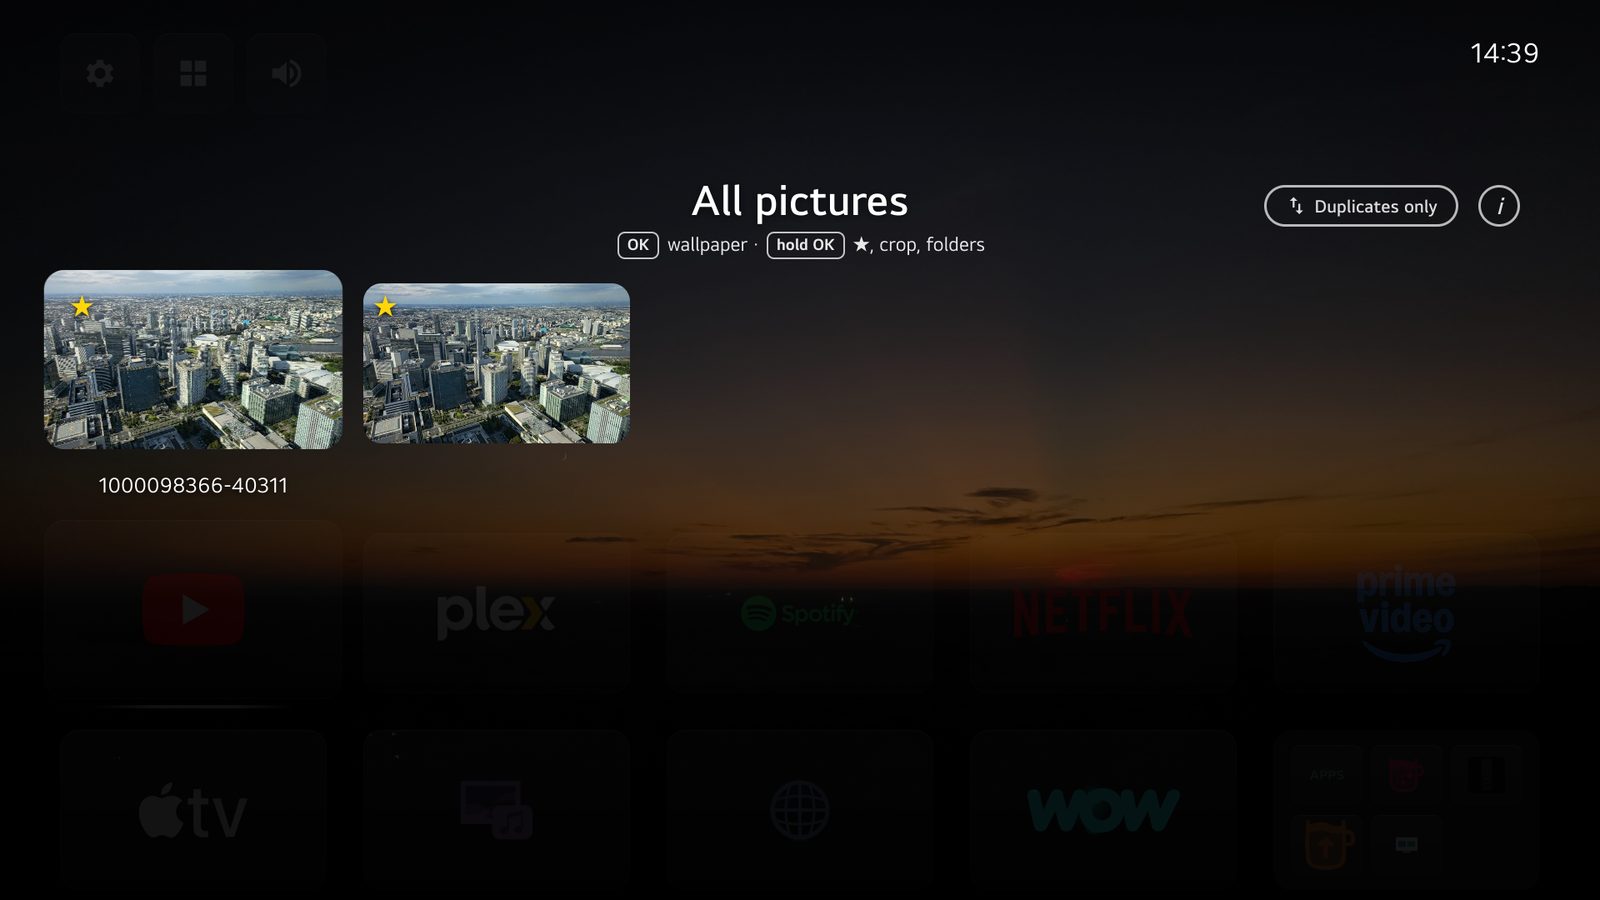 14:39
All pictures
Duplicates only
i
OK wallpaper · hold OK ★, crop, folders
1000098366-40311
plex
Spotify
NETFLIX
prime video
tv
WOW
APPS